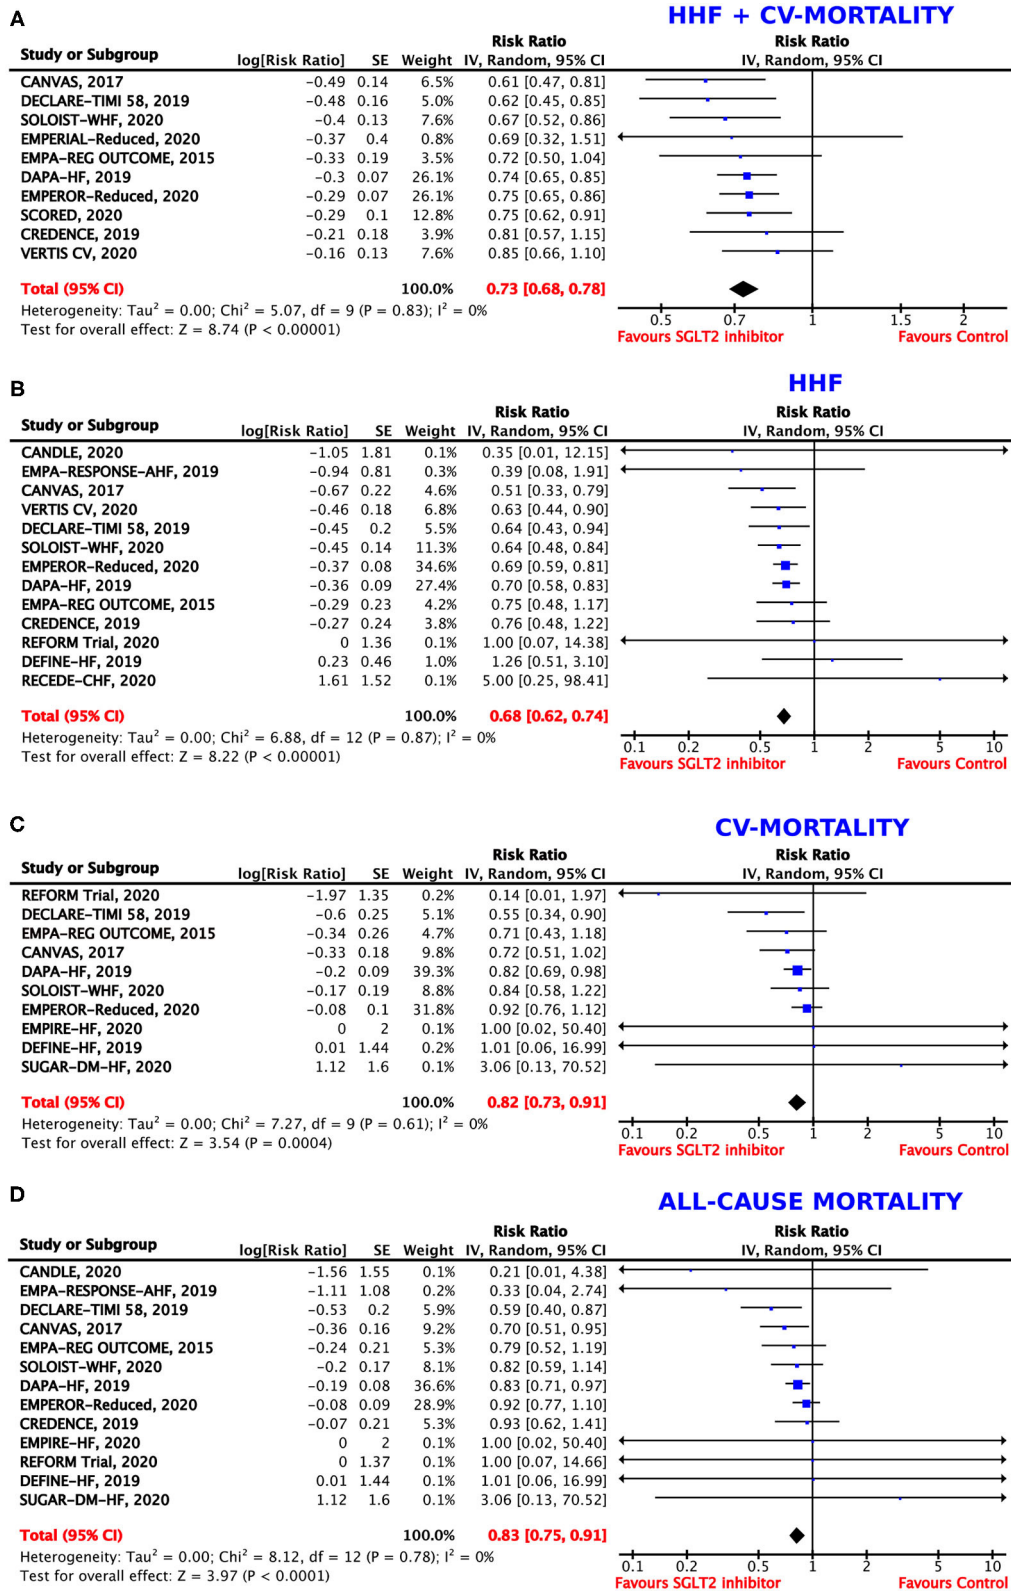 A
HHF + CV-MORTALITY
Risk Ratio Risk Ratio
Study or Subgroup log[Risk Ratio] SE Weight IV, Random, 95% CI IV, Random, 95% CI
CANVAS, 2017 −0.49 0.14 6.5% 0.61 [0.47, 0.81]
DECLARE−TIMI 58, 2019 −0.48 0.16 5.0% 0.62 [0.45, 0.85]
SOLOIST−WHF, 2020 −0.4 0.13 7.6% 0.67 [0.52, 0.86]
EMPERIAL−Reduced, 2020 −0.37 0.4 0.8% 0.69 [0.32, 1.51]
EMPA−REG OUTCOME, 2015 −0.33 0.19 3.5% 0.72 [0.50, 1.04]
DAPA−HF, 2019 −0.3 0.07 26.1% 0.74 [0.65, 0.85]
EMPEROR−Reduced, 2020 −0.29 0.07 26.1% 0.75 [0.65, 0.86]
SCORED, 2020 −0.29 0.1 12.8% 0.75 [0.62, 0.91]
CREDENCE, 2019 −0.21 0.18 3.9% 0.81 [0.57, 1.15]
VERTIS CV, 2020 −0.16 0.13 7.6% 0.85 [0.66, 1.10]
Total (95% CI) 100.0% 0.73 [0.68, 0.78]
Heterogeneity: Tau² = 0.00; Chi² = 5.07, df = 9 (P = 0.83); I² = 0%
Test for overall effect: Z = 8.74 (P < 0.00001)
0.5 0.7 1 1.5 2
Favours SGLT2 inhibitor Favours Control
B
HHF
Risk Ratio Risk Ratio
Study or Subgroup log[Risk Ratio] SE Weight IV, Random, 95% CI IV, Random, 95% CI
CANDLE, 2020 −1.05 1.81 0.1% 0.35 [0.01, 12.15]
EMPA−RESPONSE−AHF, 2019 −0.94 0.81 0.3% 0.39 [0.08, 1.91]
CANVAS, 2017 −0.67 0.22 4.6% 0.51 [0.33, 0.79]
VERTIS CV, 2020 −0.46 0.18 6.8% 0.63 [0.44, 0.90]
DECLARE−TIMI 58, 2019 −0.45 0.2 5.5% 0.64 [0.43, 0.94]
SOLOIST−WHF, 2020 −0.45 0.14 11.3% 0.64 [0.48, 0.84]
EMPEROR−Reduced, 2020 −0.37 0.08 34.6% 0.69 [0.59, 0.81]
DAPA−HF, 2019 −0.36 0.09 27.4% 0.70 [0.58, 0.83]
EMPA−REG OUTCOME, 2015 −0.29 0.23 4.2% 0.75 [0.48, 1.17]
CREDENCE, 2019 −0.27 0.24 3.8% 0.76 [0.48, 1.22]
REFORM Trial, 2020 0 1.36 0.1% 1.00 [0.07, 14.38]
DEFINE−HF, 2019 0.23 0.46 1.0% 1.26 [0.51, 3.10]
RECEDE−CHF, 2020 1.61 1.52 0.1% 5.00 [0.25, 98.41]
Total (95% CI) 100.0% 0.68 [0.62, 0.74]
Heterogeneity: Tau² = 0.00; Chi² = 6.88, df = 12 (P = 0.87); I² = 0%
Test for overall effect: Z = 8.22 (P < 0.00001)
0.1 0.2 0.5 1 2 5 10
Favours SGLT2 inhibitor Favours Control
C
CV-MORTALITY
Risk Ratio Risk Ratio
Study or Subgroup log[Risk Ratio] SE Weight IV, Random, 95% CI IV, Random, 95% CI
REFORM Trial, 2020 −1.97 1.35 0.2% 0.14 [0.01, 1.97]
DECLARE−TIMI 58, 2019 −0.6 0.25 5.1% 0.55 [0.34, 0.90]
EMPA−REG OUTCOME, 2015 −0.34 0.26 4.7% 0.71 [0.43, 1.18]
CANVAS, 2017 −0.33 0.18 9.8% 0.72 [0.51, 1.02]
DAPA−HF, 2019 −0.2 0.09 39.3% 0.82 [0.69, 0.98]
SOLOIST−WHF, 2020 −0.17 0.19 8.8% 0.84 [0.58, 1.22]
EMPEROR−Reduced, 2020 −0.08 0.1 31.8% 0.92 [0.76, 1.12]
EMPIRE−HF, 2020 0 2 0.1% 1.00 [0.02, 50.40]
DEFINE−HF, 2019 0.01 1.44 0.2% 1.01 [0.06, 16.99]
SUGAR−DM−HF, 2020 1.12 1.6 0.1% 3.06 [0.13, 70.52]
Total (95% CI) 100.0% 0.82 [0.73, 0.91]
Heterogeneity: Tau² = 0.00; Chi² = 7.27, df = 9 (P = 0.61); I² = 0%
Test for overall effect: Z = 3.54 (P = 0.0004)
0.1 0.2 0.5 1 2 5 10
Favours SGLT2 inhibitor Favours Control
D
ALL-CAUSE MORTALITY
Risk Ratio Risk Ratio
Study or Subgroup log[Risk Ratio] SE Weight IV, Random, 95% CI IV, Random, 95% CI
CANDLE, 2020 −1.56 1.55 0.1% 0.21 [0.01, 4.38]
EMPA−RESPONSE−AHF, 2019 −1.11 1.08 0.2% 0.33 [0.04, 2.74]
DECLARE−TIMI 58, 2019 −0.53 0.2 5.9% 0.59 [0.40, 0.87]
CANVAS, 2017 −0.36 0.16 9.2% 0.70 [0.51, 0.95]
EMPA−REG OUTCOME, 2015 −0.24 0.21 5.3% 0.79 [0.52, 1.19]
SOLOIST−WHF, 2020 −0.2 0.17 8.1% 0.82 [0.59, 1.14]
DAPA−HF, 2019 −0.19 0.08 36.6% 0.83 [0.71, 0.97]
EMPEROR−Reduced, 2020 −0.08 0.09 28.9% 0.92 [0.77, 1.10]
CREDENCE, 2019 −0.07 0.21 5.3% 0.93 [0.62, 1.41]
EMPIRE−HF, 2020 0 2 0.1% 1.00 [0.02, 50.40]
REFORM Trial, 2020 0 1.37 0.1% 1.00 [0.07, 14.66]
DEFINE−HF, 2019 0.01 1.44 0.1% 1.01 [0.06, 16.99]
SUGAR−DM−HF, 2020 1.12 1.6 0.1% 3.06 [0.13, 70.52]
Total (95% CI) 100.0% 0.83 [0.75, 0.91]
Heterogeneity: Tau² = 0.00; Chi² = 8.12, df = 12 (P = 0.78); I² = 0%
Test for overall effect: Z = 3.97 (P < 0.0001)
0.1 0.2 0.5 1 2 5 10
Favours SGLT2 inhibitor Favours Control